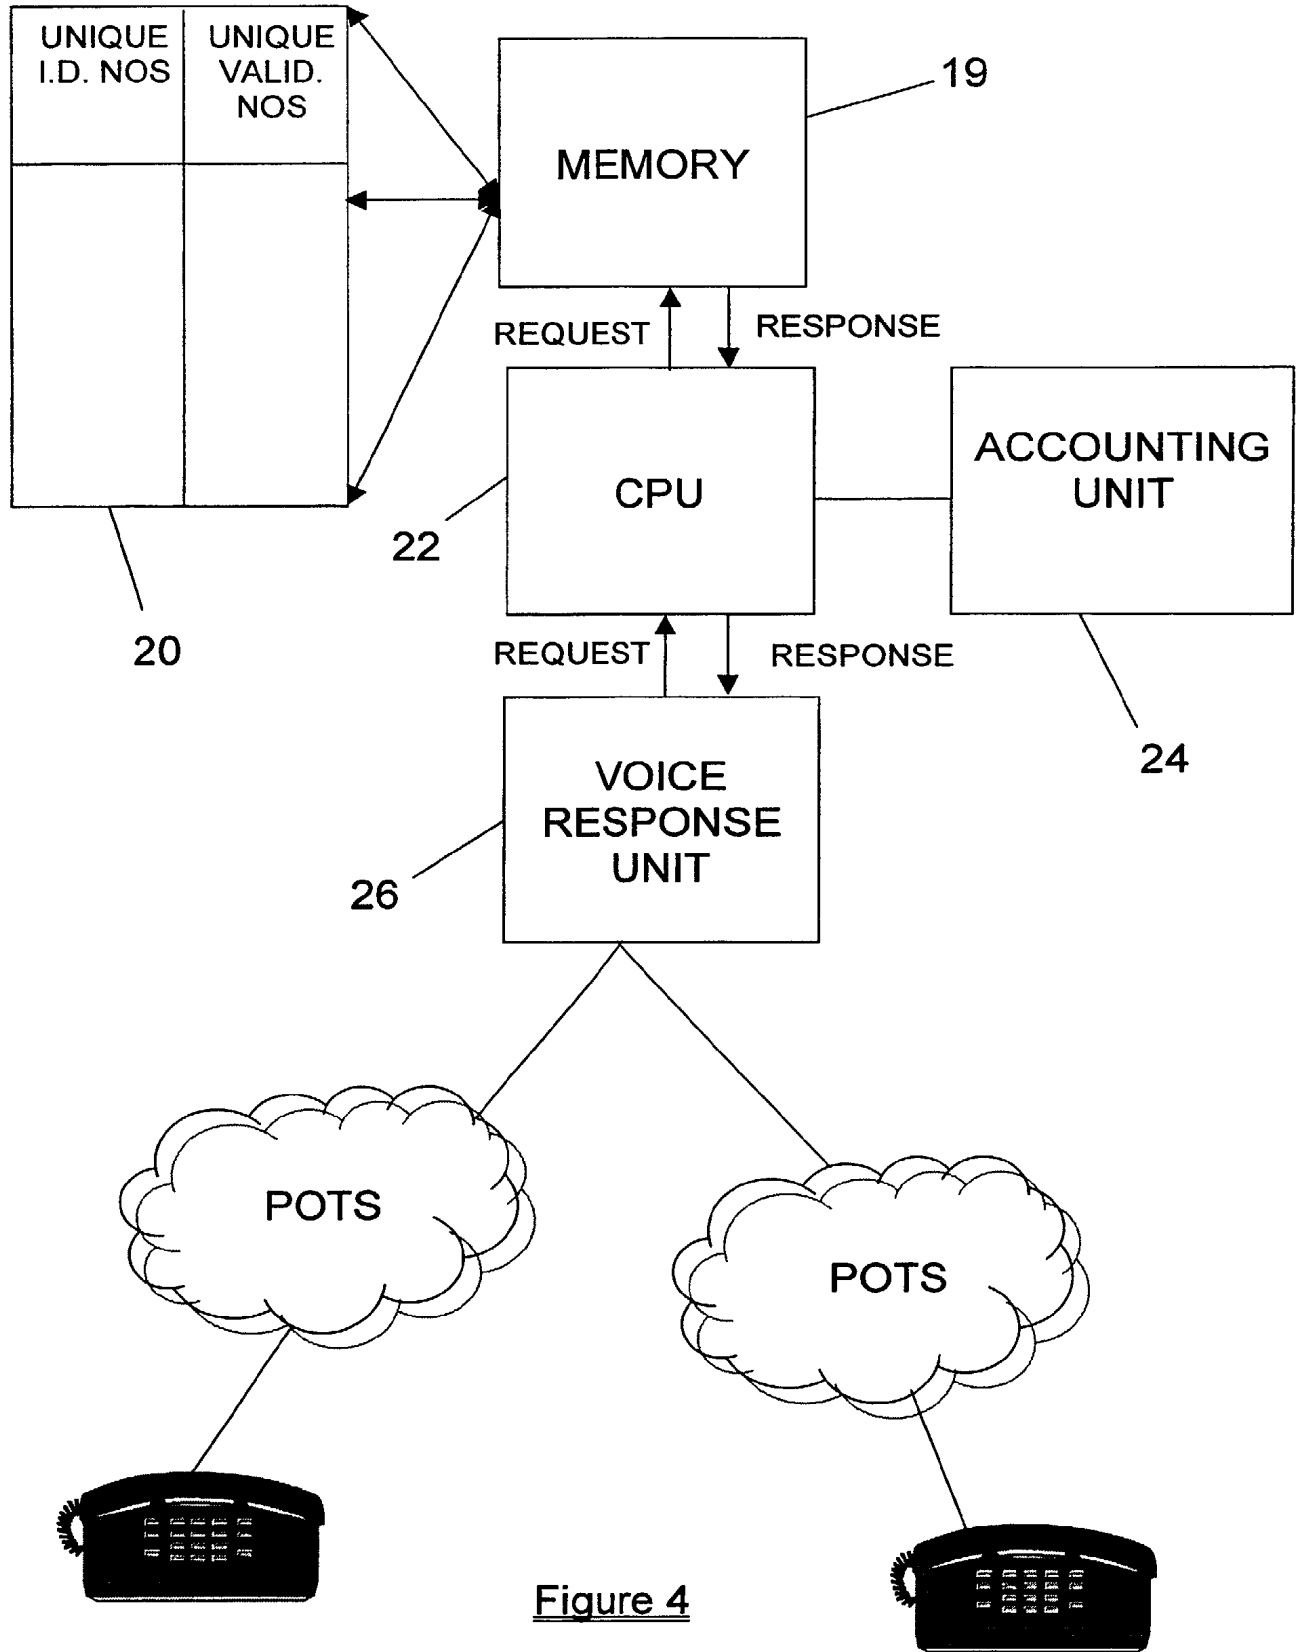 UNIQUE
I.D. NOS
UNIQUE
VALID.
NOS
19
MEMORY
REQUEST
RESPONSE
ACCOUNTING
UNIT
CPU
22
20
REQUEST
RESPONSE
24
VOICE
RESPONSE
UNIT
26
POTS
POTS
Figure 4